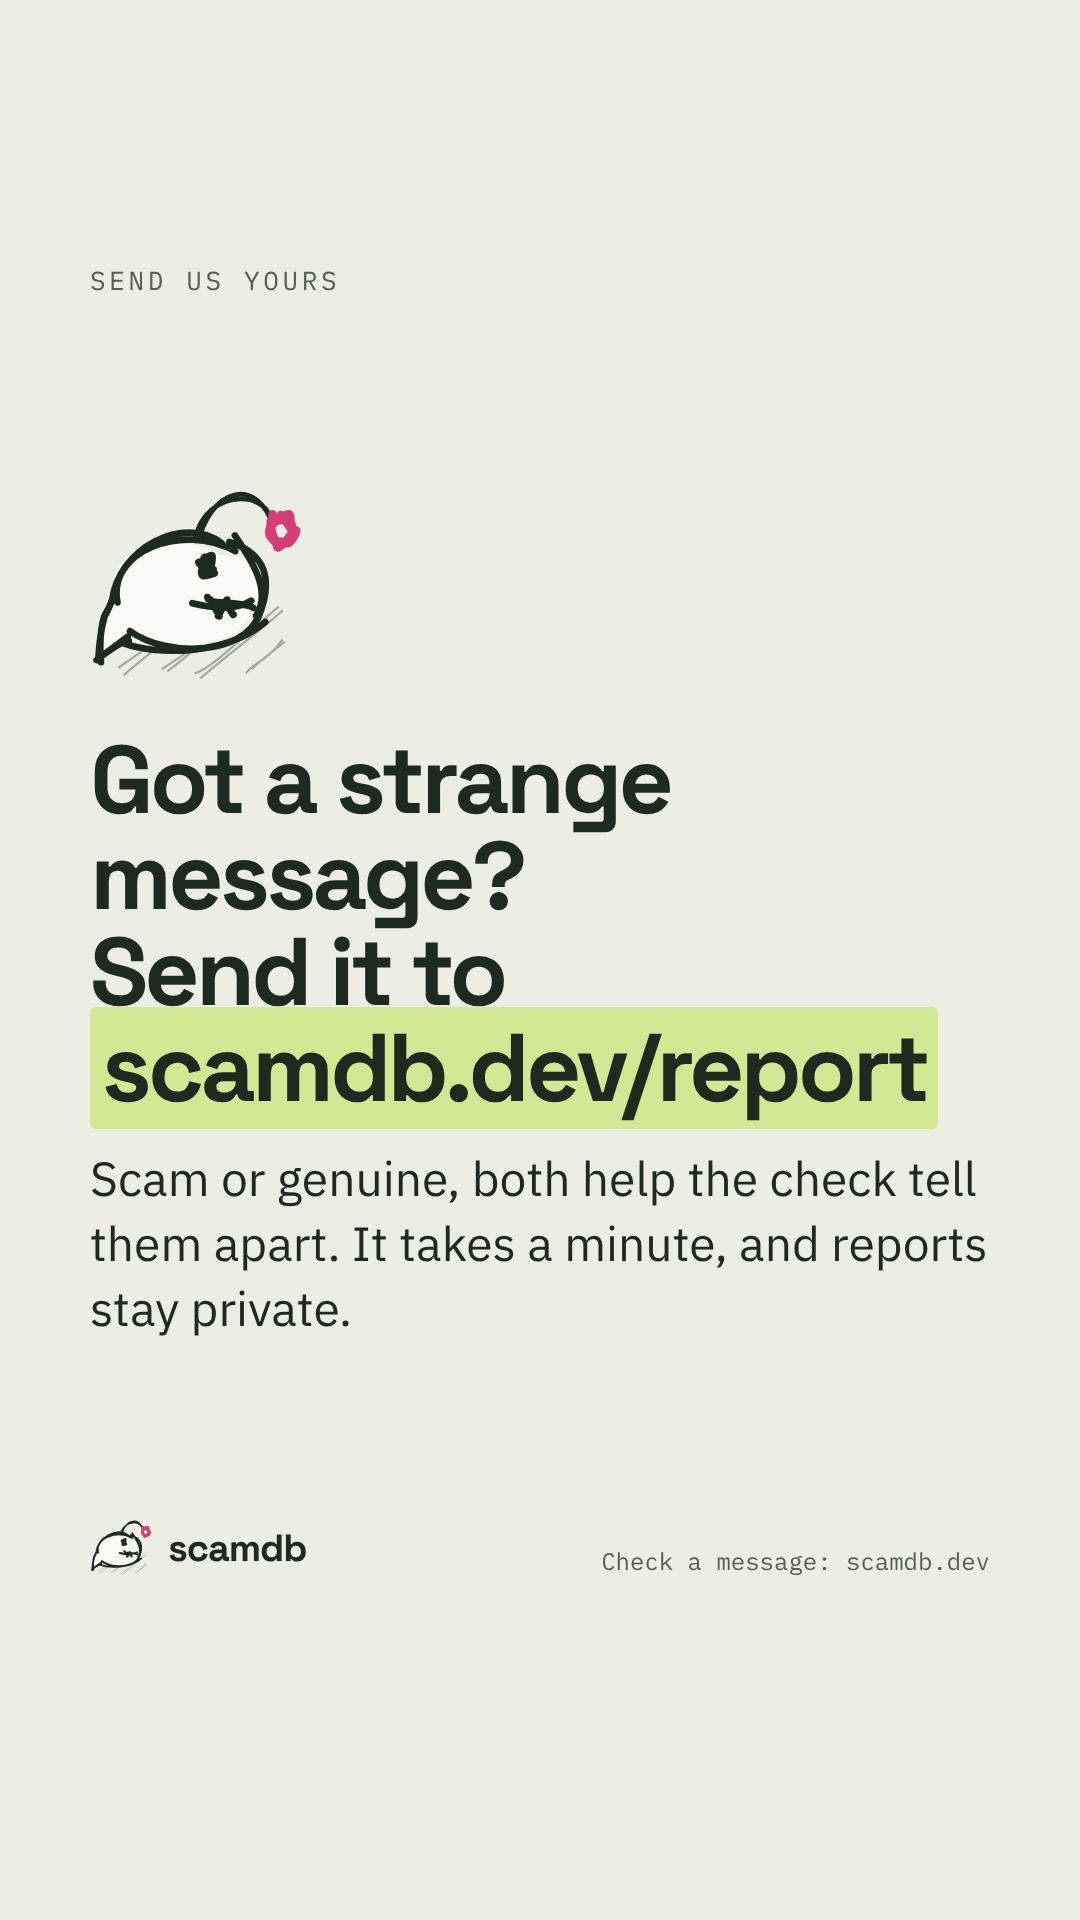 SEND US YOURS
Got a strange
message?
Send it to
scamdb.dev/report
Scam or genuine, both help the check tell
them apart. It takes a minute, and reports
stay private.
scamdb
Check a message: scamdb.dev